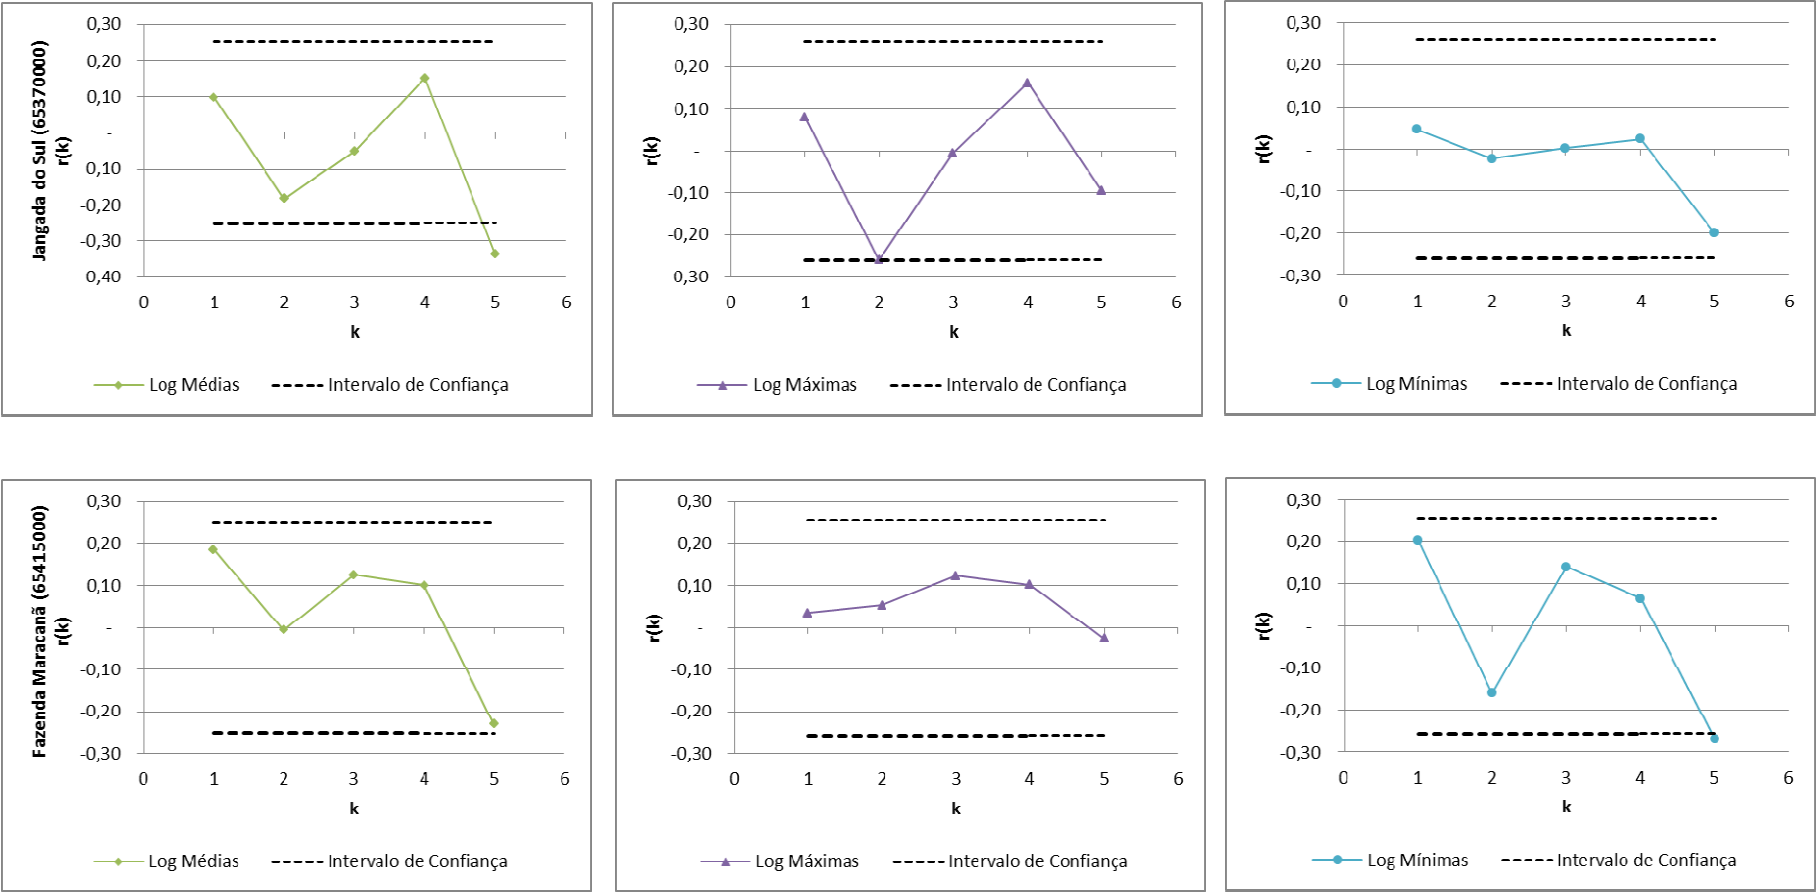 Jangada do Sul (65370000)
r(k)
0,30
0,20
0,10
-
0,10
-0,20
-0,30
0,40
0 1 2 3 4 5 6
k
Log Médias Intervalo de Confiança
r(k)
0,30
0,20
0,10
-
-0,10
-0,20
0,30
0 1 2 3 4 5 6
k
Log Máximas Intervalo de Confiança
r(k)
0,30
0,20
0,10
-
-0,10
-0,20
-0,30
0 1 2 3 4 5 6
k
Log Mínimas Intervalo de Confiança
Fazenda Maracanã (65415000)
r(k)
0,30
0,20
0,10
-
-0,10
-0,20
-0,30
0 1 2 3 4 5 6
k
Log Médias Intervalo de Confiança
r(k)
0,30
0,20
0,10
-
-0,10
-0,20
-0,30
0 1 2 3 4 5 6
k
Log Máximas Intervalo de Confiança
r(k)
0,30
0,20
0,10
-
-0,10
-0,20
-0,30
0 1 2 3 4 5 6
k
Log Mínimas Intervalo de Confiança